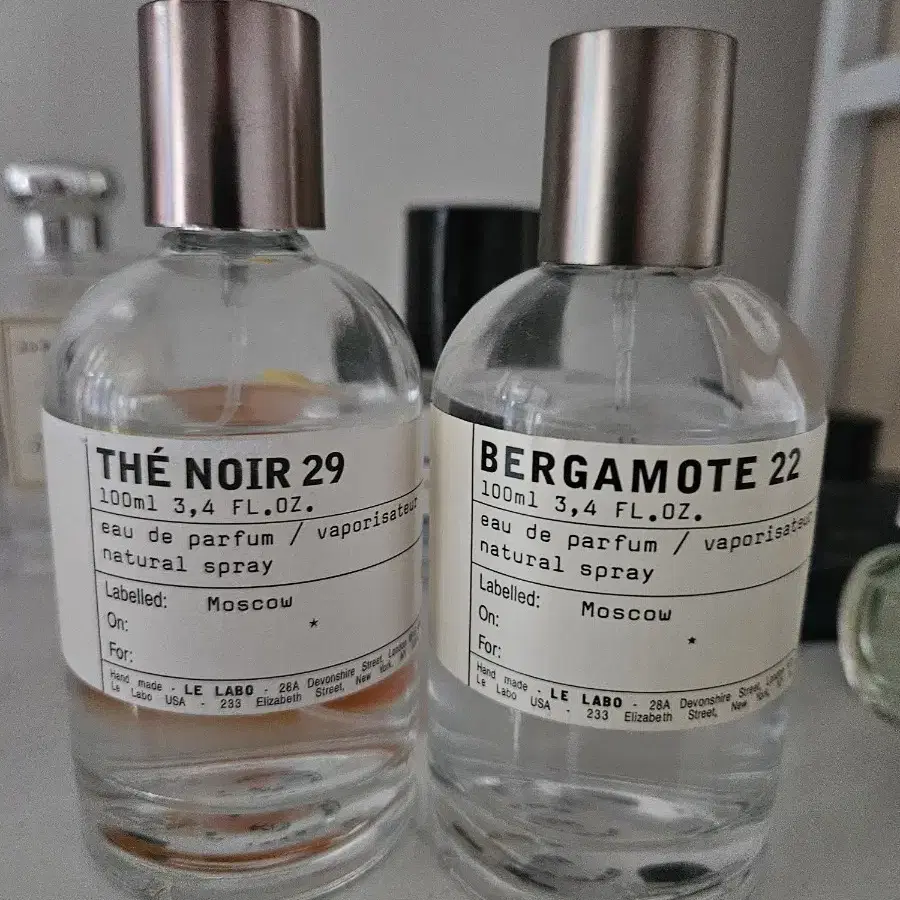 THÉ NOIR 29
100ml 3,4 FL.OZ.
eau de parfum / vaporisateur
natural spray
Labelled: Moscow
On: *
For:
Hand made - LE LABO - 28A Devonshire Street, London
Le Labo USA - 233 Elizabeth Street, New York, NY
BERGAMOTE 22
100ml 3,4 FL.OZ.
eau de parfum / vaporisateur
natural spray
Labelled: Moscow
On: *
For:
Hand made - LE LABO - 28A Devonshire Street, London
Le Labo USA - 233 Elizabeth Street, New York,